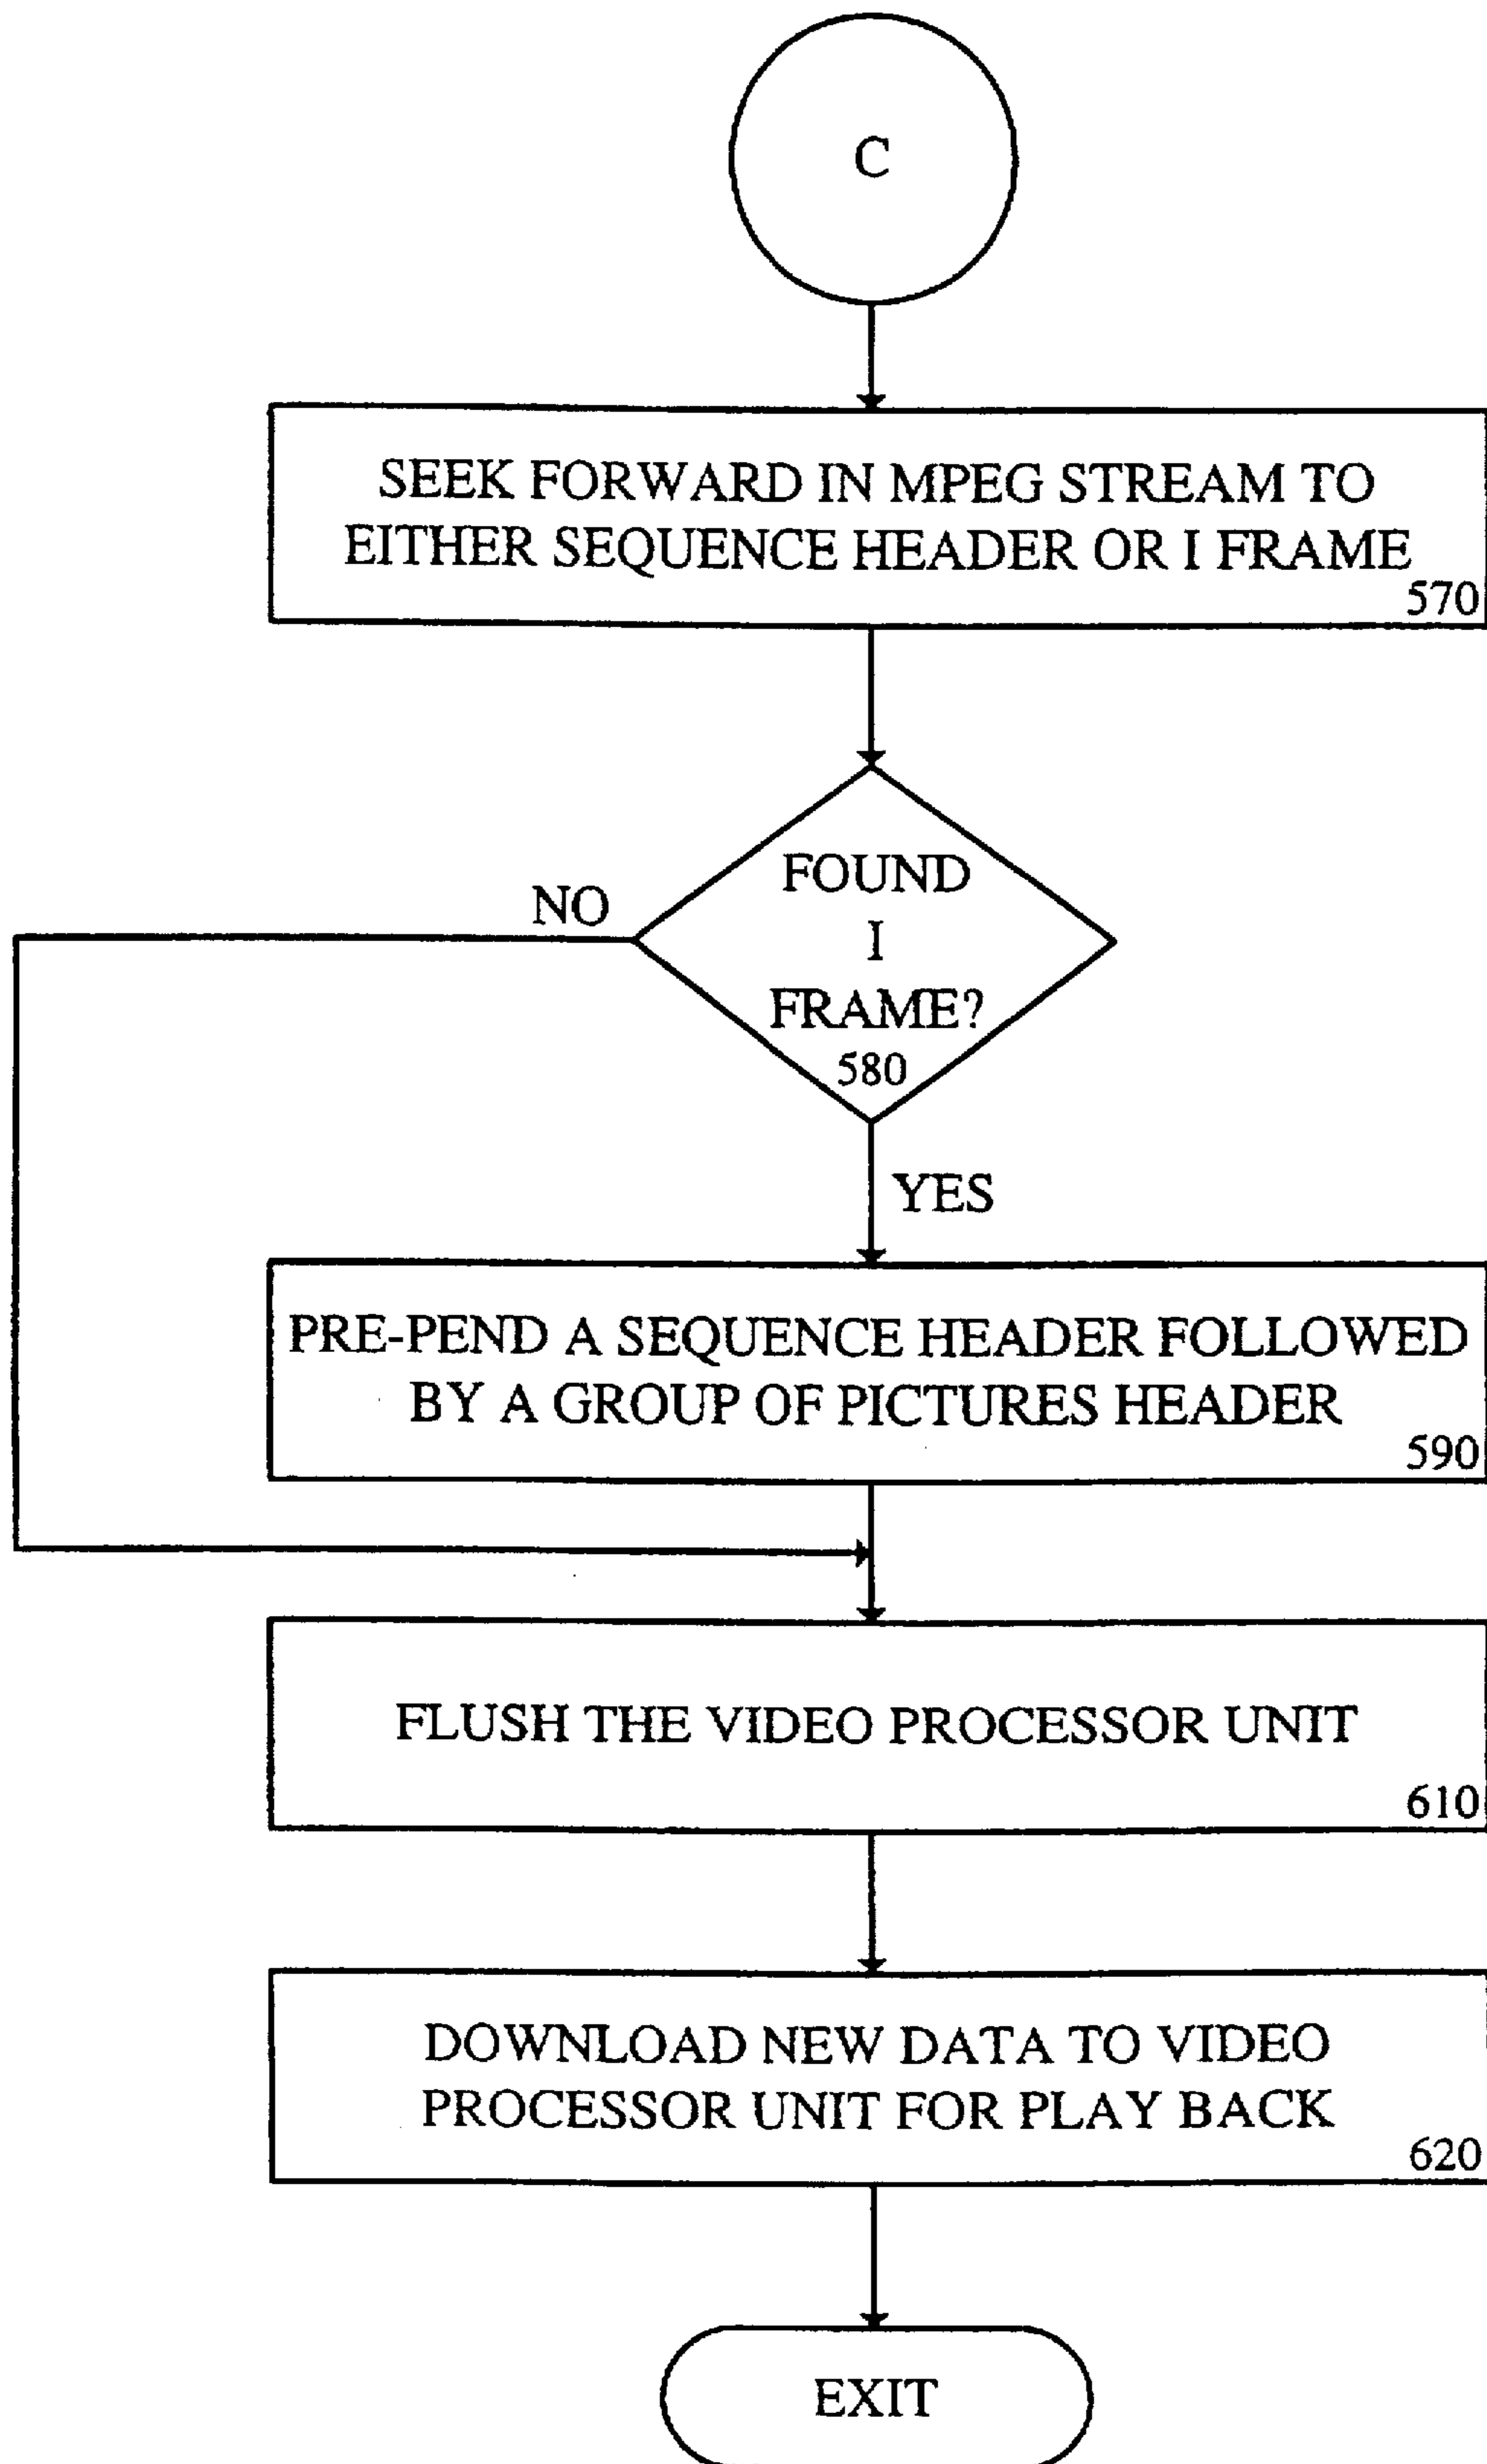 C
SEEK FORWARD IN MPEG STREAM TO
EITHER SEQUENCE HEADER OR I FRAME
570
FOUND
I
FRAME?
580
NO
YES
PRE-PEND A SEQUENCE HEADER FOLLOWED
BY A GROUP OF PICTURES HEADER
590
FLUSH THE VIDEO PROCESSOR UNIT
610
DOWNLOAD NEW DATA TO VIDEO
PROCESSOR UNIT FOR PLAY BACK
620
EXIT